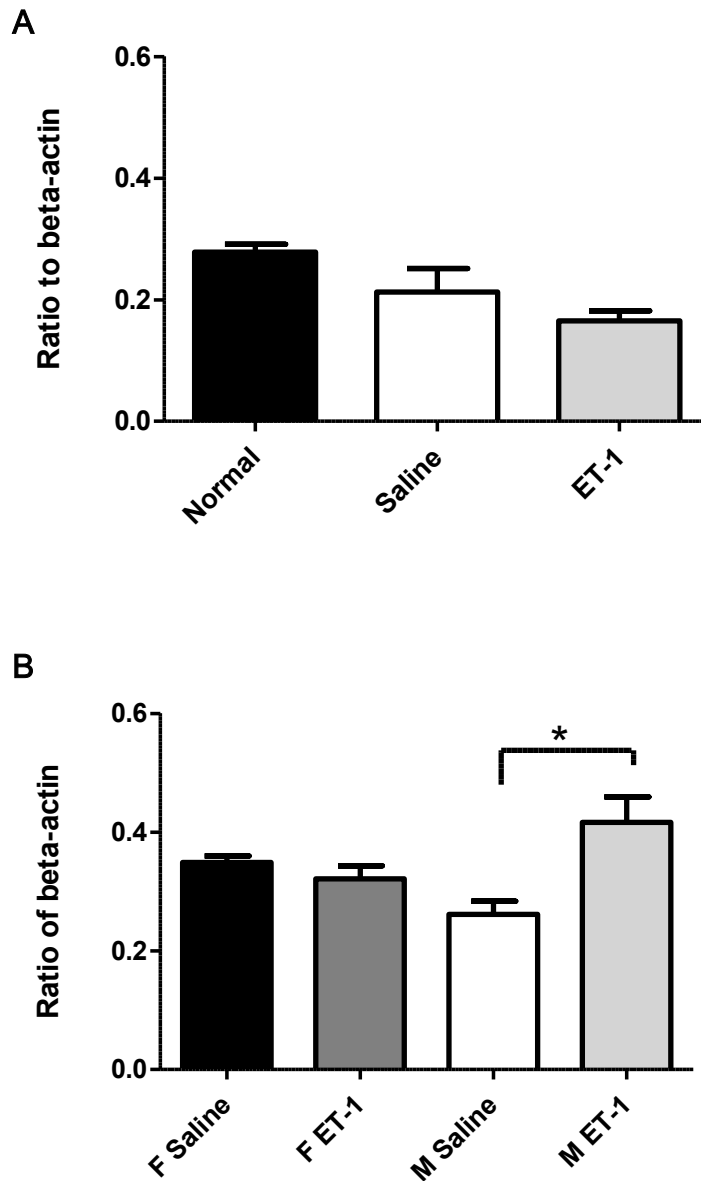 A
Ratio to beta-actin
0.6
0.4
0.2
0.0
Normal
Saline
ET-1
B
Ratio of beta-actin
0.6
0.4
0.2
0.0
*
F Saline
F ET-1
M Saline
M ET-1